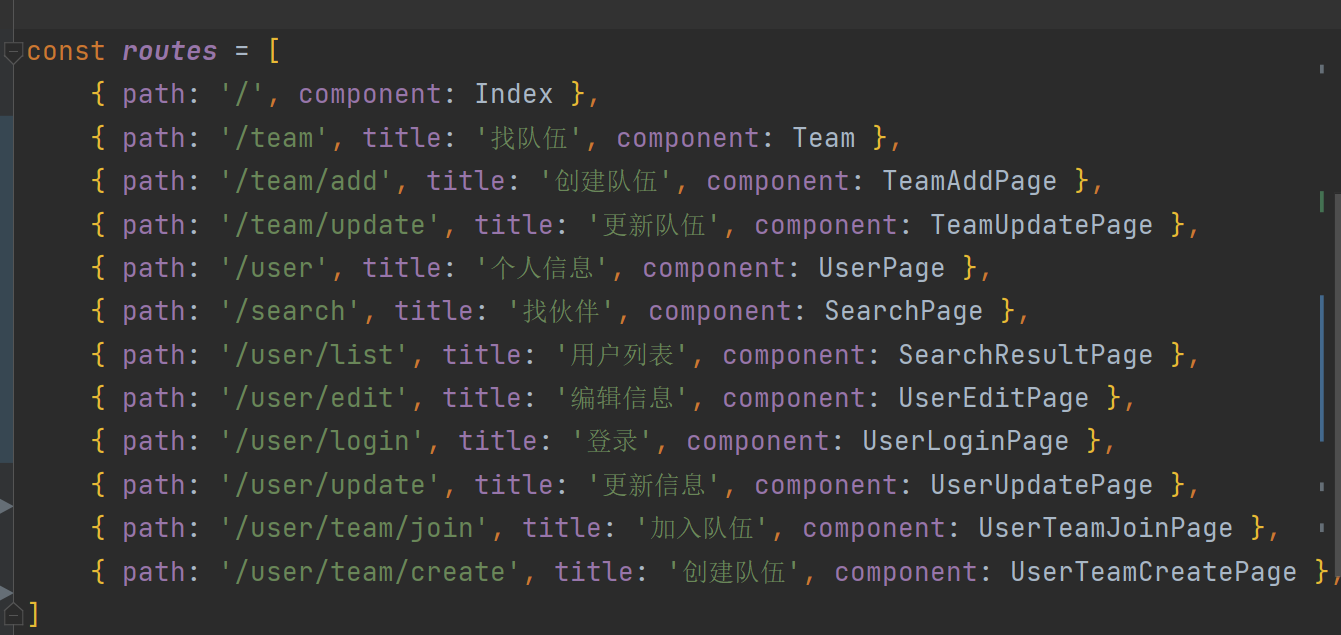 const routes = [
{ path: '/', component: Index },
{ path: '/team', title: '找队伍', component: Team },
{ path: '/team/add', title: '创建队伍', component: TeamAddPage },
{ path: '/team/update', title: '更新队伍', component: TeamUpdatePage },
{ path: '/user', title: '个人信息', component: UserPage },
{ path: '/search', title: '找伙伴', component: SearchPage },
{ path: '/user/list', title: '用户列表', component: SearchResultPage },
{ path: '/user/edit', title: '编辑信息', component: UserEditPage },
{ path: '/user/login', title: '登录', component: UserLoginPage },
{ path: '/user/update', title: '更新信息', component: UserUpdatePage },
{ path: '/user/team/join', title: '加入队伍', component: UserTeamJoinPage },
{ path: '/user/team/create', title: '创建队伍', component: UserTeamCreatePage },
]